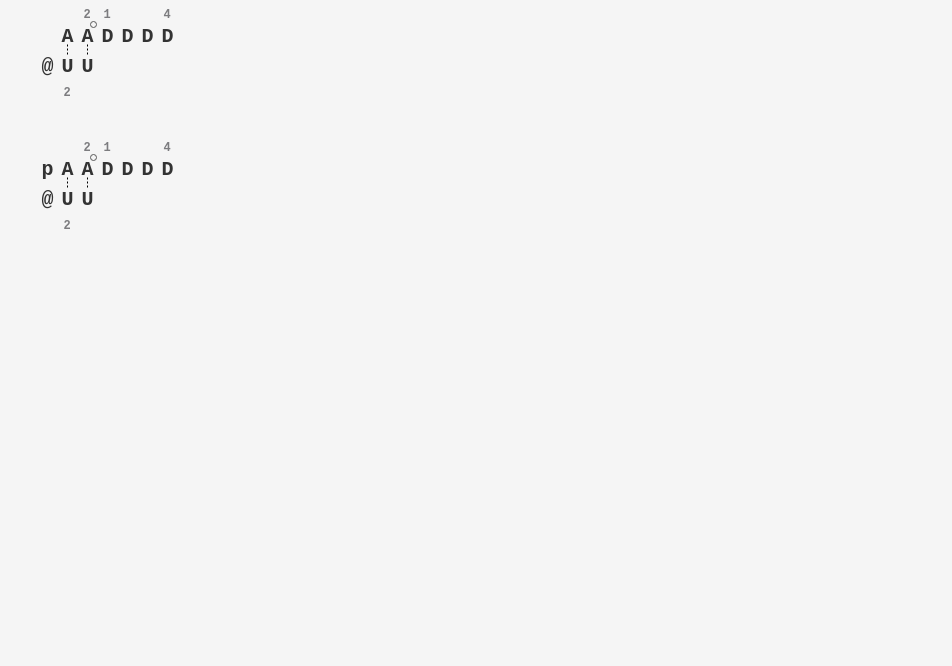 2 1 4
A A D D D D
@ U U
2
2 1 4
p A A D D D D
@ U U
2